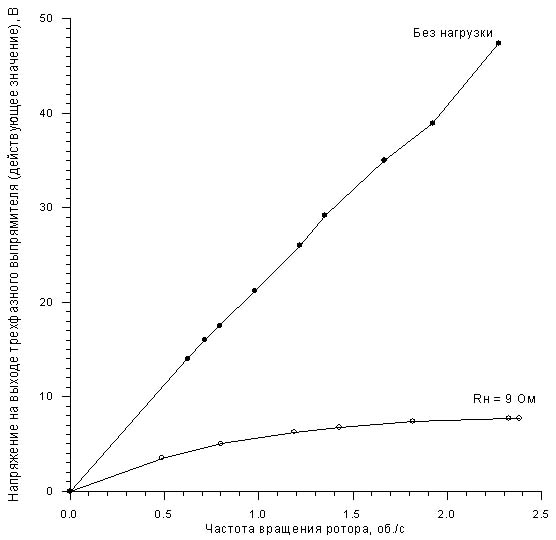 Напряжение на выходе трехфазного выпрямителя (действующее значение), В
50
40
30
20
10
0
Без нагрузки
Rн = 9 Ом
0.0 0.5 1.0 1.5 2.0 2.5
Частота вращения ротора, об./с